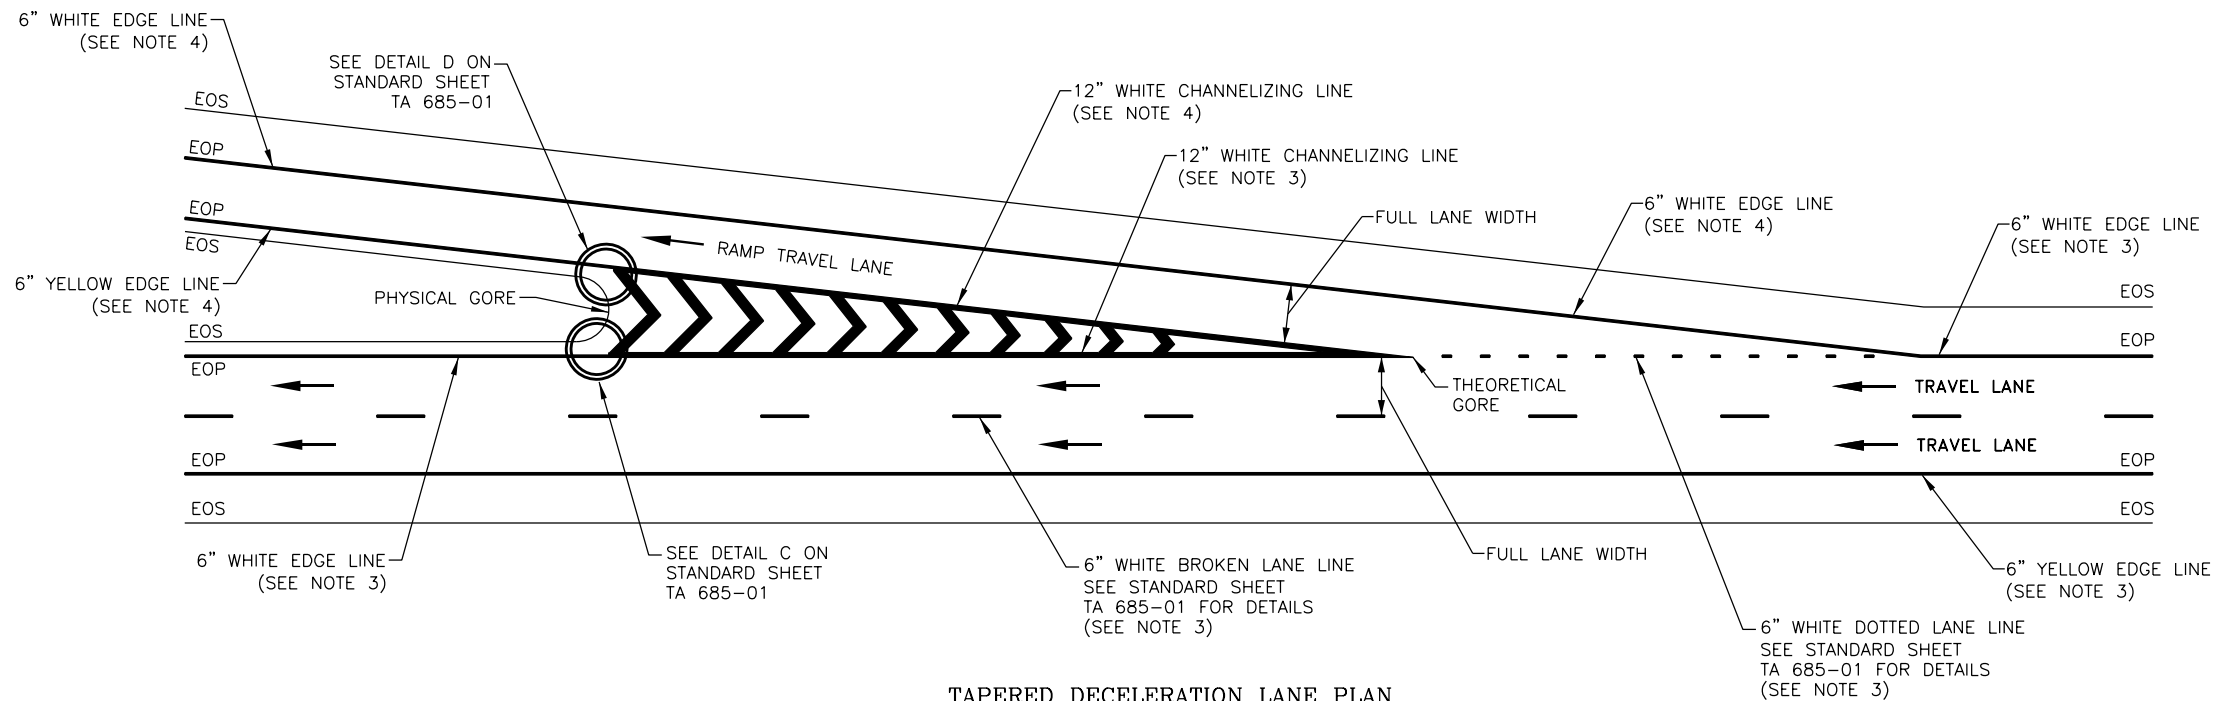 6” WHITE EDGE LINE
(SEE NOTE 4)
SEE DETAIL D ON
STANDARD SHEET
TA 685-01
12” WHITE CHANNELIZING LINE
(SEE NOTE 4)
12” WHITE CHANNELIZING LINE
(SEE NOTE 3)
FULL LANE WIDTH
6” WHITE EDGE LINE
(SEE NOTE 4)
6” WHITE EDGE LINE
(SEE NOTE 3)
EOS
EOP
EOP
EOS
RAMP TRAVEL LANE
6” YELLOW EDGE LINE
(SEE NOTE 4)
PHYSICAL GORE
EOS
EOS
EOP
EOP
THEORETICAL
GORE
TRAVEL LANE
TRAVEL LANE
EOP
EOP
EOS
EOS
6” WHITE EDGE LINE
(SEE NOTE 3)
SEE DETAIL C ON
STANDARD SHEET
TA 685-01
6” WHITE BROKEN LANE LINE
SEE STANDARD SHEET
TA 685-01 FOR DETAILS
(SEE NOTE 3)
FULL LANE WIDTH
6” YELLOW EDGE LINE
(SEE NOTE 3)
6” WHITE DOTTED LANE LINE
SEE STANDARD SHEET
TA 685-01 FOR DETAILS
(SEE NOTE 3)
TAPERED DECELERATION LANE PLAN